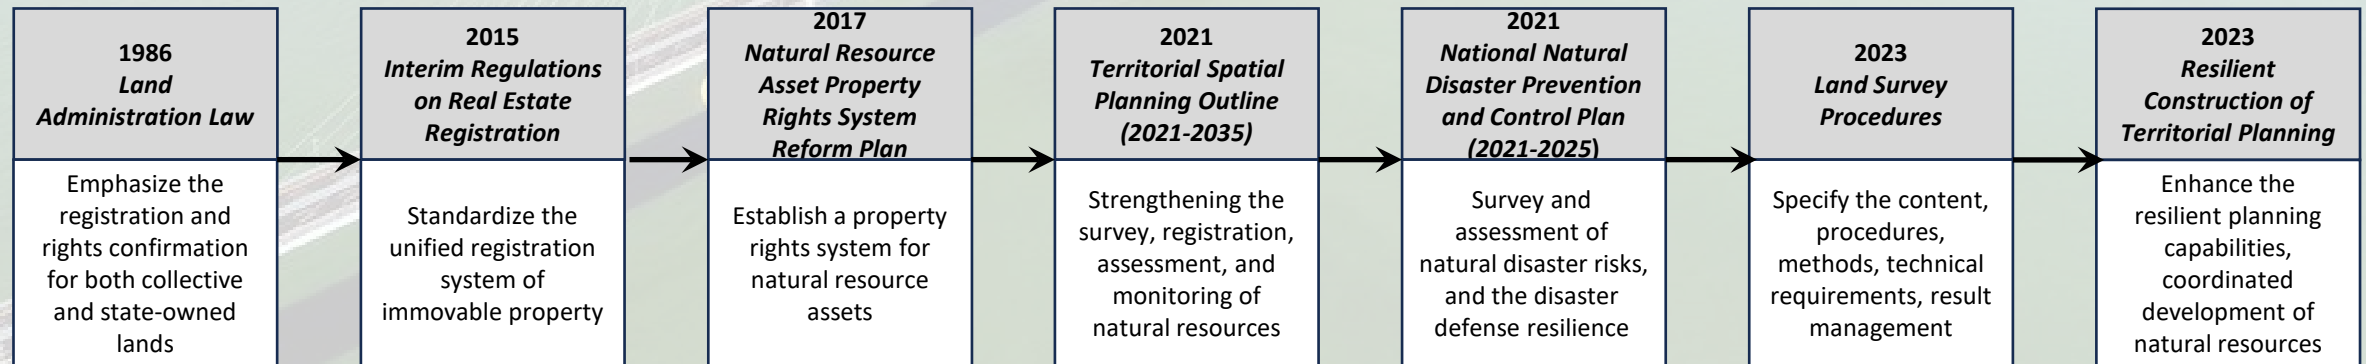 1986
Land
Administration Law
Emphasize the
registration and
rights confirmation
for both collective
and state-owned
lands
2015
Interim Regulations
on Real Estate
Registration
Standardize the
unified registration
system of
immovable property
2017
Natural Resource
Asset Property
Rights System
Reform Plan
Establish a property
rights system for
natural resource
assets
2021
Territorial Spatial
Planning Outline
(2021-2035)
Strengthening the
survey, registration,
assessment, and
monitoring of
natural resources
2021
National Natural
Disaster Prevention
and Control Plan
(2021-2025)
Survey and
assessment of
natural disaster risks,
and the disaster
defense resilience
2023
Land Survey
Procedures
Specify the content,
procedures,
methods, technical
requirements, result
management
2023
Resilient
Construction of
Territorial Planning
Enhance the
resilient planning
capabilities,
coordinated
development of
natural resources